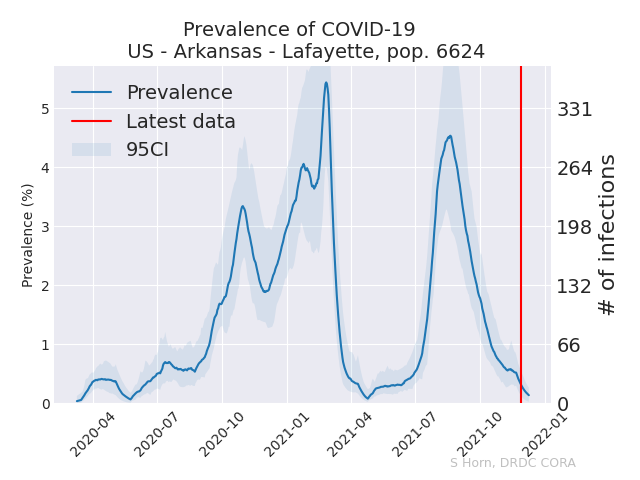 Prevalence of COVID-19
US - Arkansas - Lafayette, pop. 6624
Prevalence
Latest data
95CI
Prevalence (%)
5
4
3
2
1
0
331
264
198
132
66
0
# of infections
2020-04
2020-07
2020-10
2021-01
2021-04
2021-07
2021-10
2022-01
S Horn, DRDC CORA